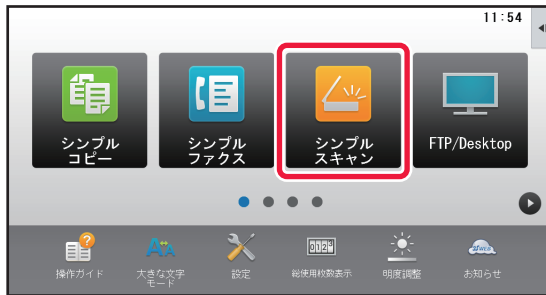 11:54
シンプル
コピー
シンプル
ファクス
シンプル
スキャン
FTP/Desktop
操作ガイド
大きな文字
モード
設定
総使用枚数表示
明度調整
お知らせ